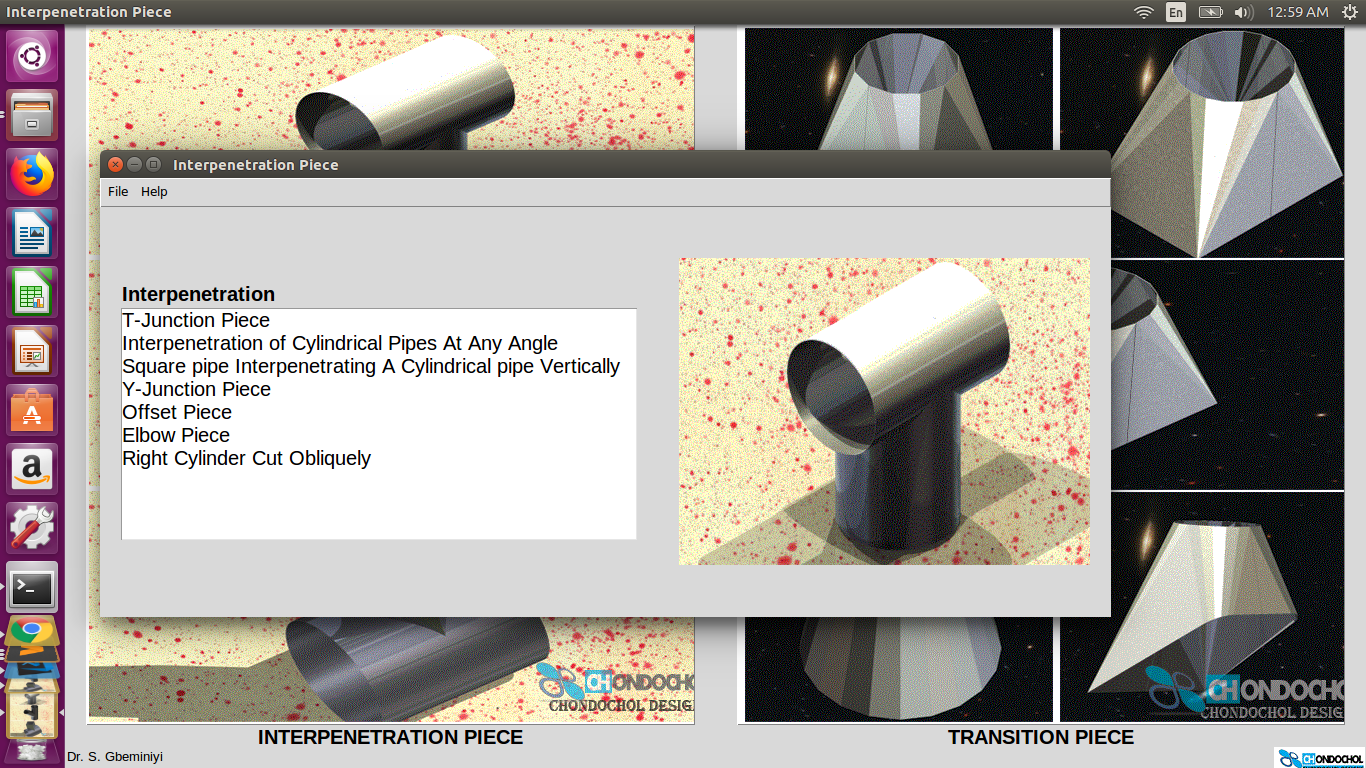 Interpenetration Piece
En
12:59 AM
Interpenetration Piece
File Help
Interpenetration
T-Junction Piece
Interpenetration of Cylindrical Pipes At Any Angle
Square pipe Interpenetrating A Cylindrical pipe Vertically
Y-Junction Piece
Offset Piece
Elbow Piece
Right Cylinder Cut Obliquely
CHONDOCHOL
CHONDOCHOL DESIG
CHONDOCHOL
CHONDOCHOL DESIG
INTERPENETRATION PIECE
TRANSITION PIECE
Dr. S. Gbeminiyi
CHONDOCHOL